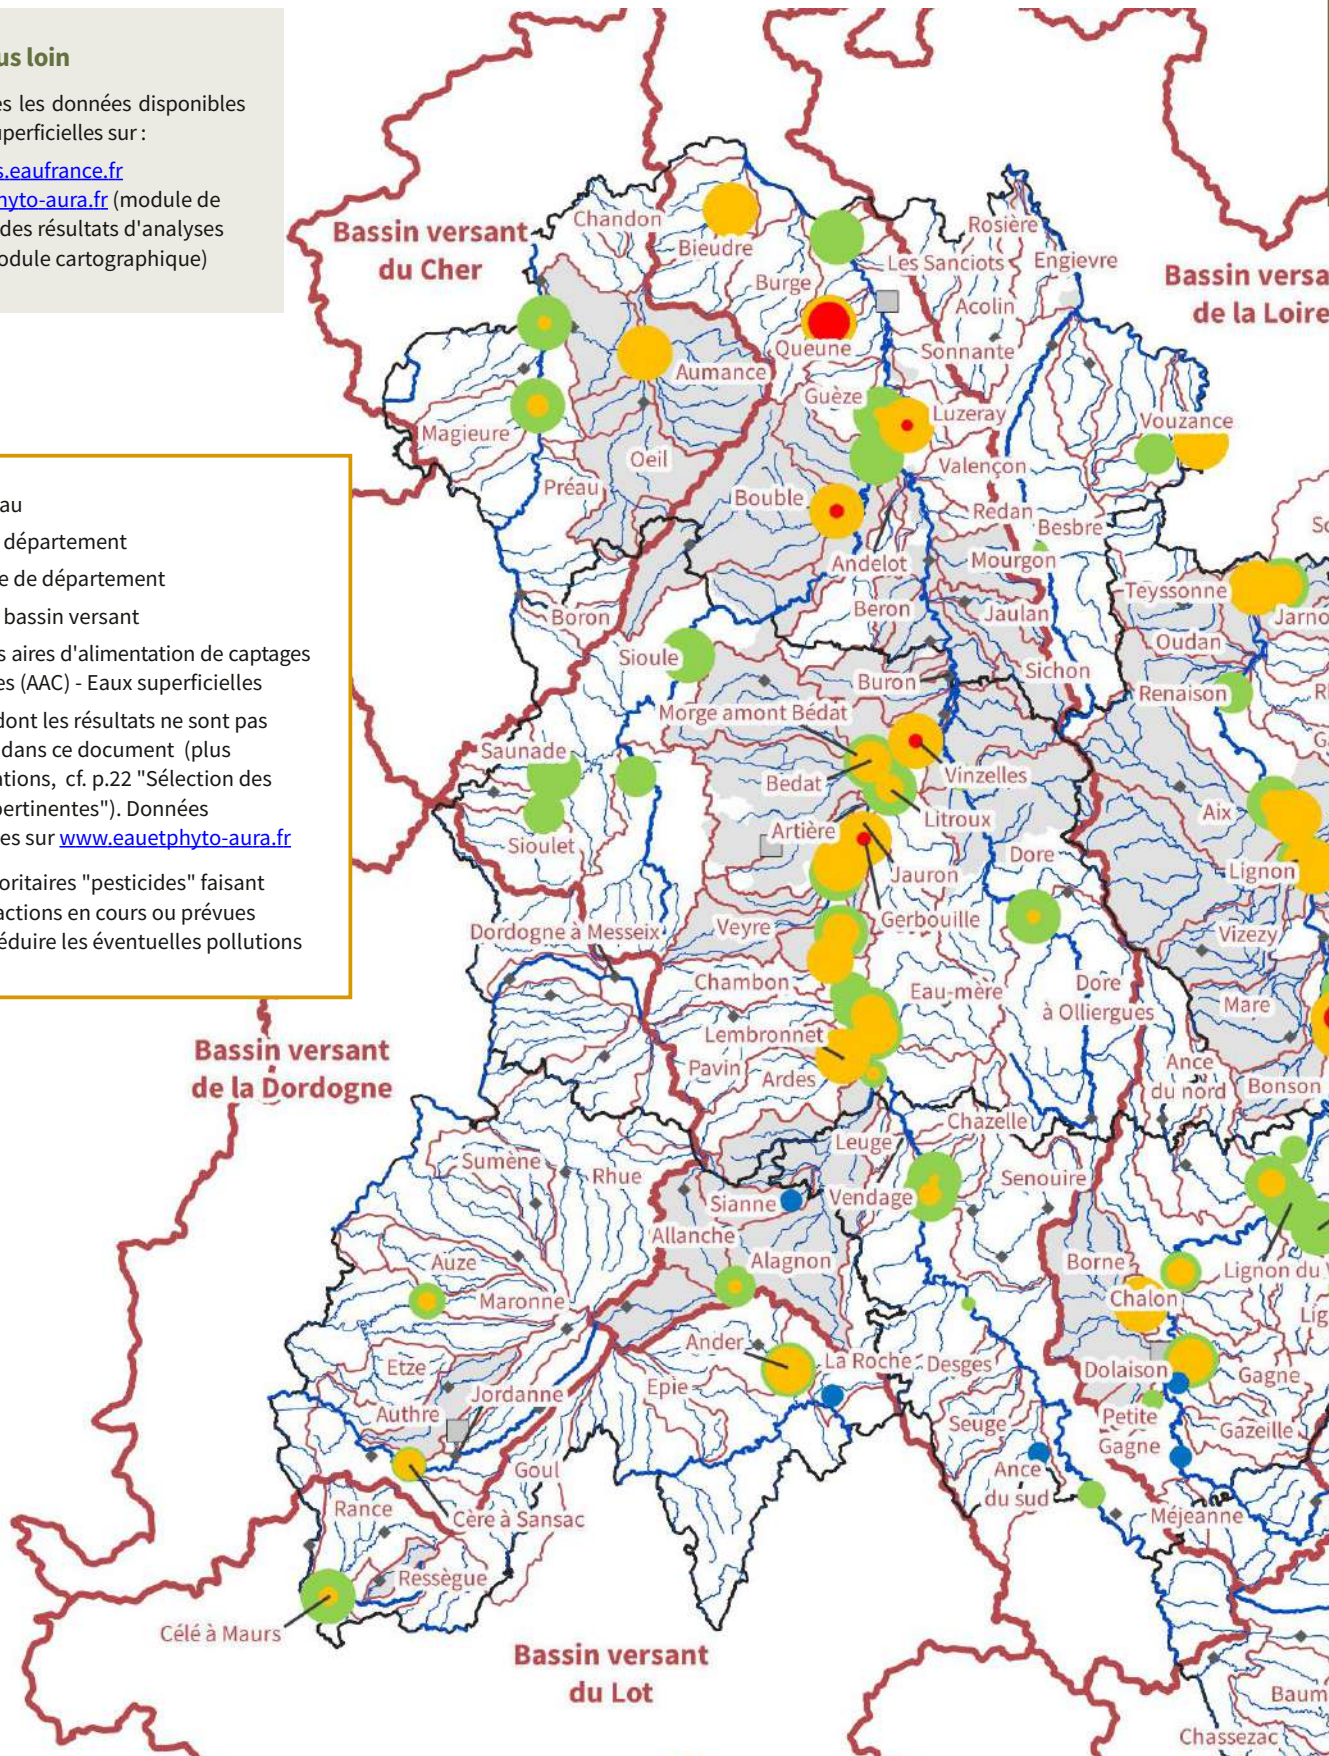 us loin
es les données disponibles
uperficielles sur :
s.eaufrance.fr
hyto-aura.fr (module de
des résultats d'analyses
odule cartographique)
au
département
e de département
bassin versant
s aires d'alimentation de captages
es (AAC) - Eaux superficielles
dont les résultats ne sont pas
dans ce document (plus
ations, cf. p.22 "Sélection des
pertinentes"). Données
es sur www.eauetphyto-aura.fr
oritaires "pesticides" faisant
actions en cours ou prévues
éduire les éventuelles pollutions
Bassin versant
du Cher
Chandon
Bieudre
Rosière
Les Sanciots
Engievre
Bassin versa
de la Loire
Burge
Acolin
Queune
Sonnante
Aumance
Guèze
Luzeray
Vouzance
Magieure
Oeil
Valençon
Préau
Bouble
Redan
Besbre
Andelot
Mourgon
Teyssonne
Jarno
Boron
Beron
Jaulan
Oudan
Sioule
Buron
Sichon
Renaison
Morge amont Bédat
Saunade
Bedat
Vinzelles
Litroux
Aix
Artière
Sioulet
Dore
Jauron
Lignon
Gerbouille
Veyre
Vizezy
Dordogne à Messeix
Chambon
Eau-mère
Dore
à Olliergues
Mare
Lembronnet
Pavin
Ardes
Ance
du nord
Bonson
Bassin versant
de la Dordogne
Chazelle
Leuge
Sumène
Rhue
Senouire
Sianne
Vendage
Allanche
Alagnon
Borne
Lignon du V
Auze
Maronne
Chalon
Lig
Ander
La Roche
Desges
Dolaison
Gagne
Etze
Jordanne
Epie
Authre
Seuge
Petite
Gagne
Gazeille
Goul
Ance
du sud
Rance
Cère à Sansac
Méjeanne
Ressègue
Célé à Maurs
Bassin versant
du Lot
Baum
Chassezac